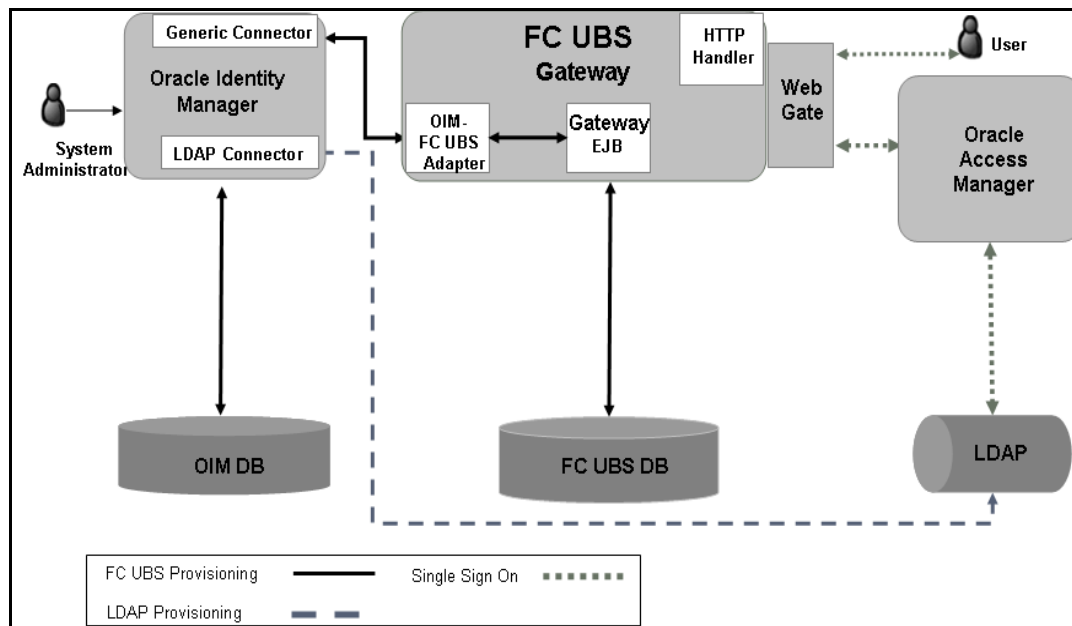 Generic Connector
Oracle Identity
Manager
LDAP Connector
System
Administrator
FC UBS
Gateway
HTTP
Handler
OIM-
FC UBS
Adapter
Gateway
EJB
Web
Gate
User
Oracle
Access
Manager
OIM DB
FC UBS DB
LDAP
FC UBS Provisioning
Single Sign On
LDAP Provisioning